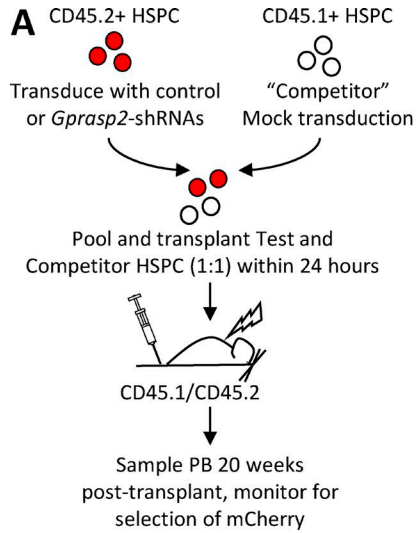 A
CD45.2+ HSPC
CD45.1+ HSPC
Transduce with control
or Gprasp2-shRNAs
“Competitor”
Mock transduction
Pool and transplant Test and
Competitor HSPC (1:1) within 24 hours
CD45.1/CD45.2
Sample PB 20 weeks
post-transplant, monitor for
selection of mCherry